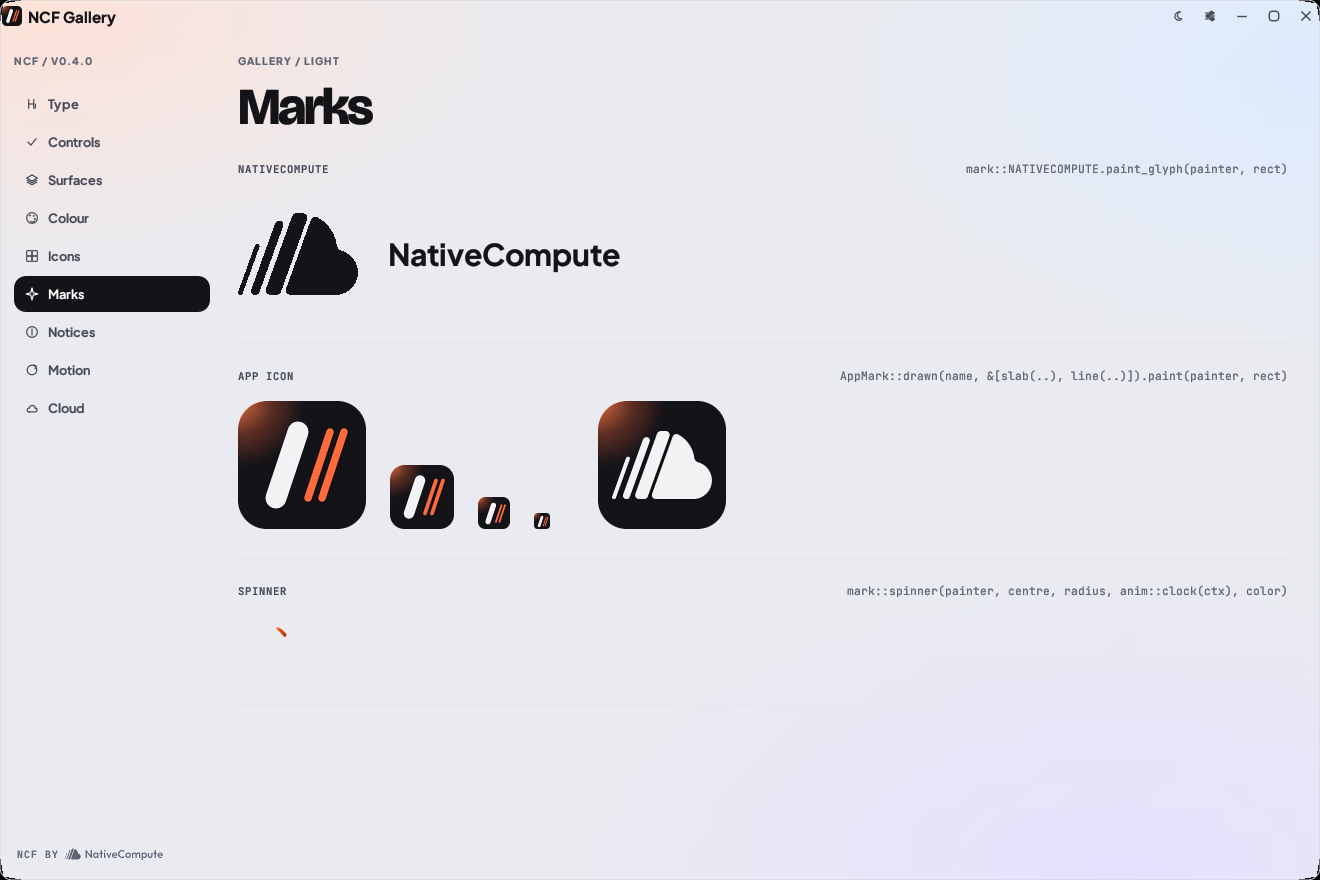 NCF Gallery
NCF / V0.4.0
Type
Controls
Surfaces
Colour
Icons
Marks
Notices
Motion
Cloud
NCF BY NativeCompute
GALLERY / LIGHT
Marks
NATIVECOMPUTE
mark::NATIVECOMPUTE.paint_glyph(painter, rect)
NativeCompute
APP ICON
AppMark::drawn(name, &[slab(..), line(..)]).paint(painter, rect)
SPINNER
mark::spinner(painter, centre, radius, anim::clock(ctx), color)